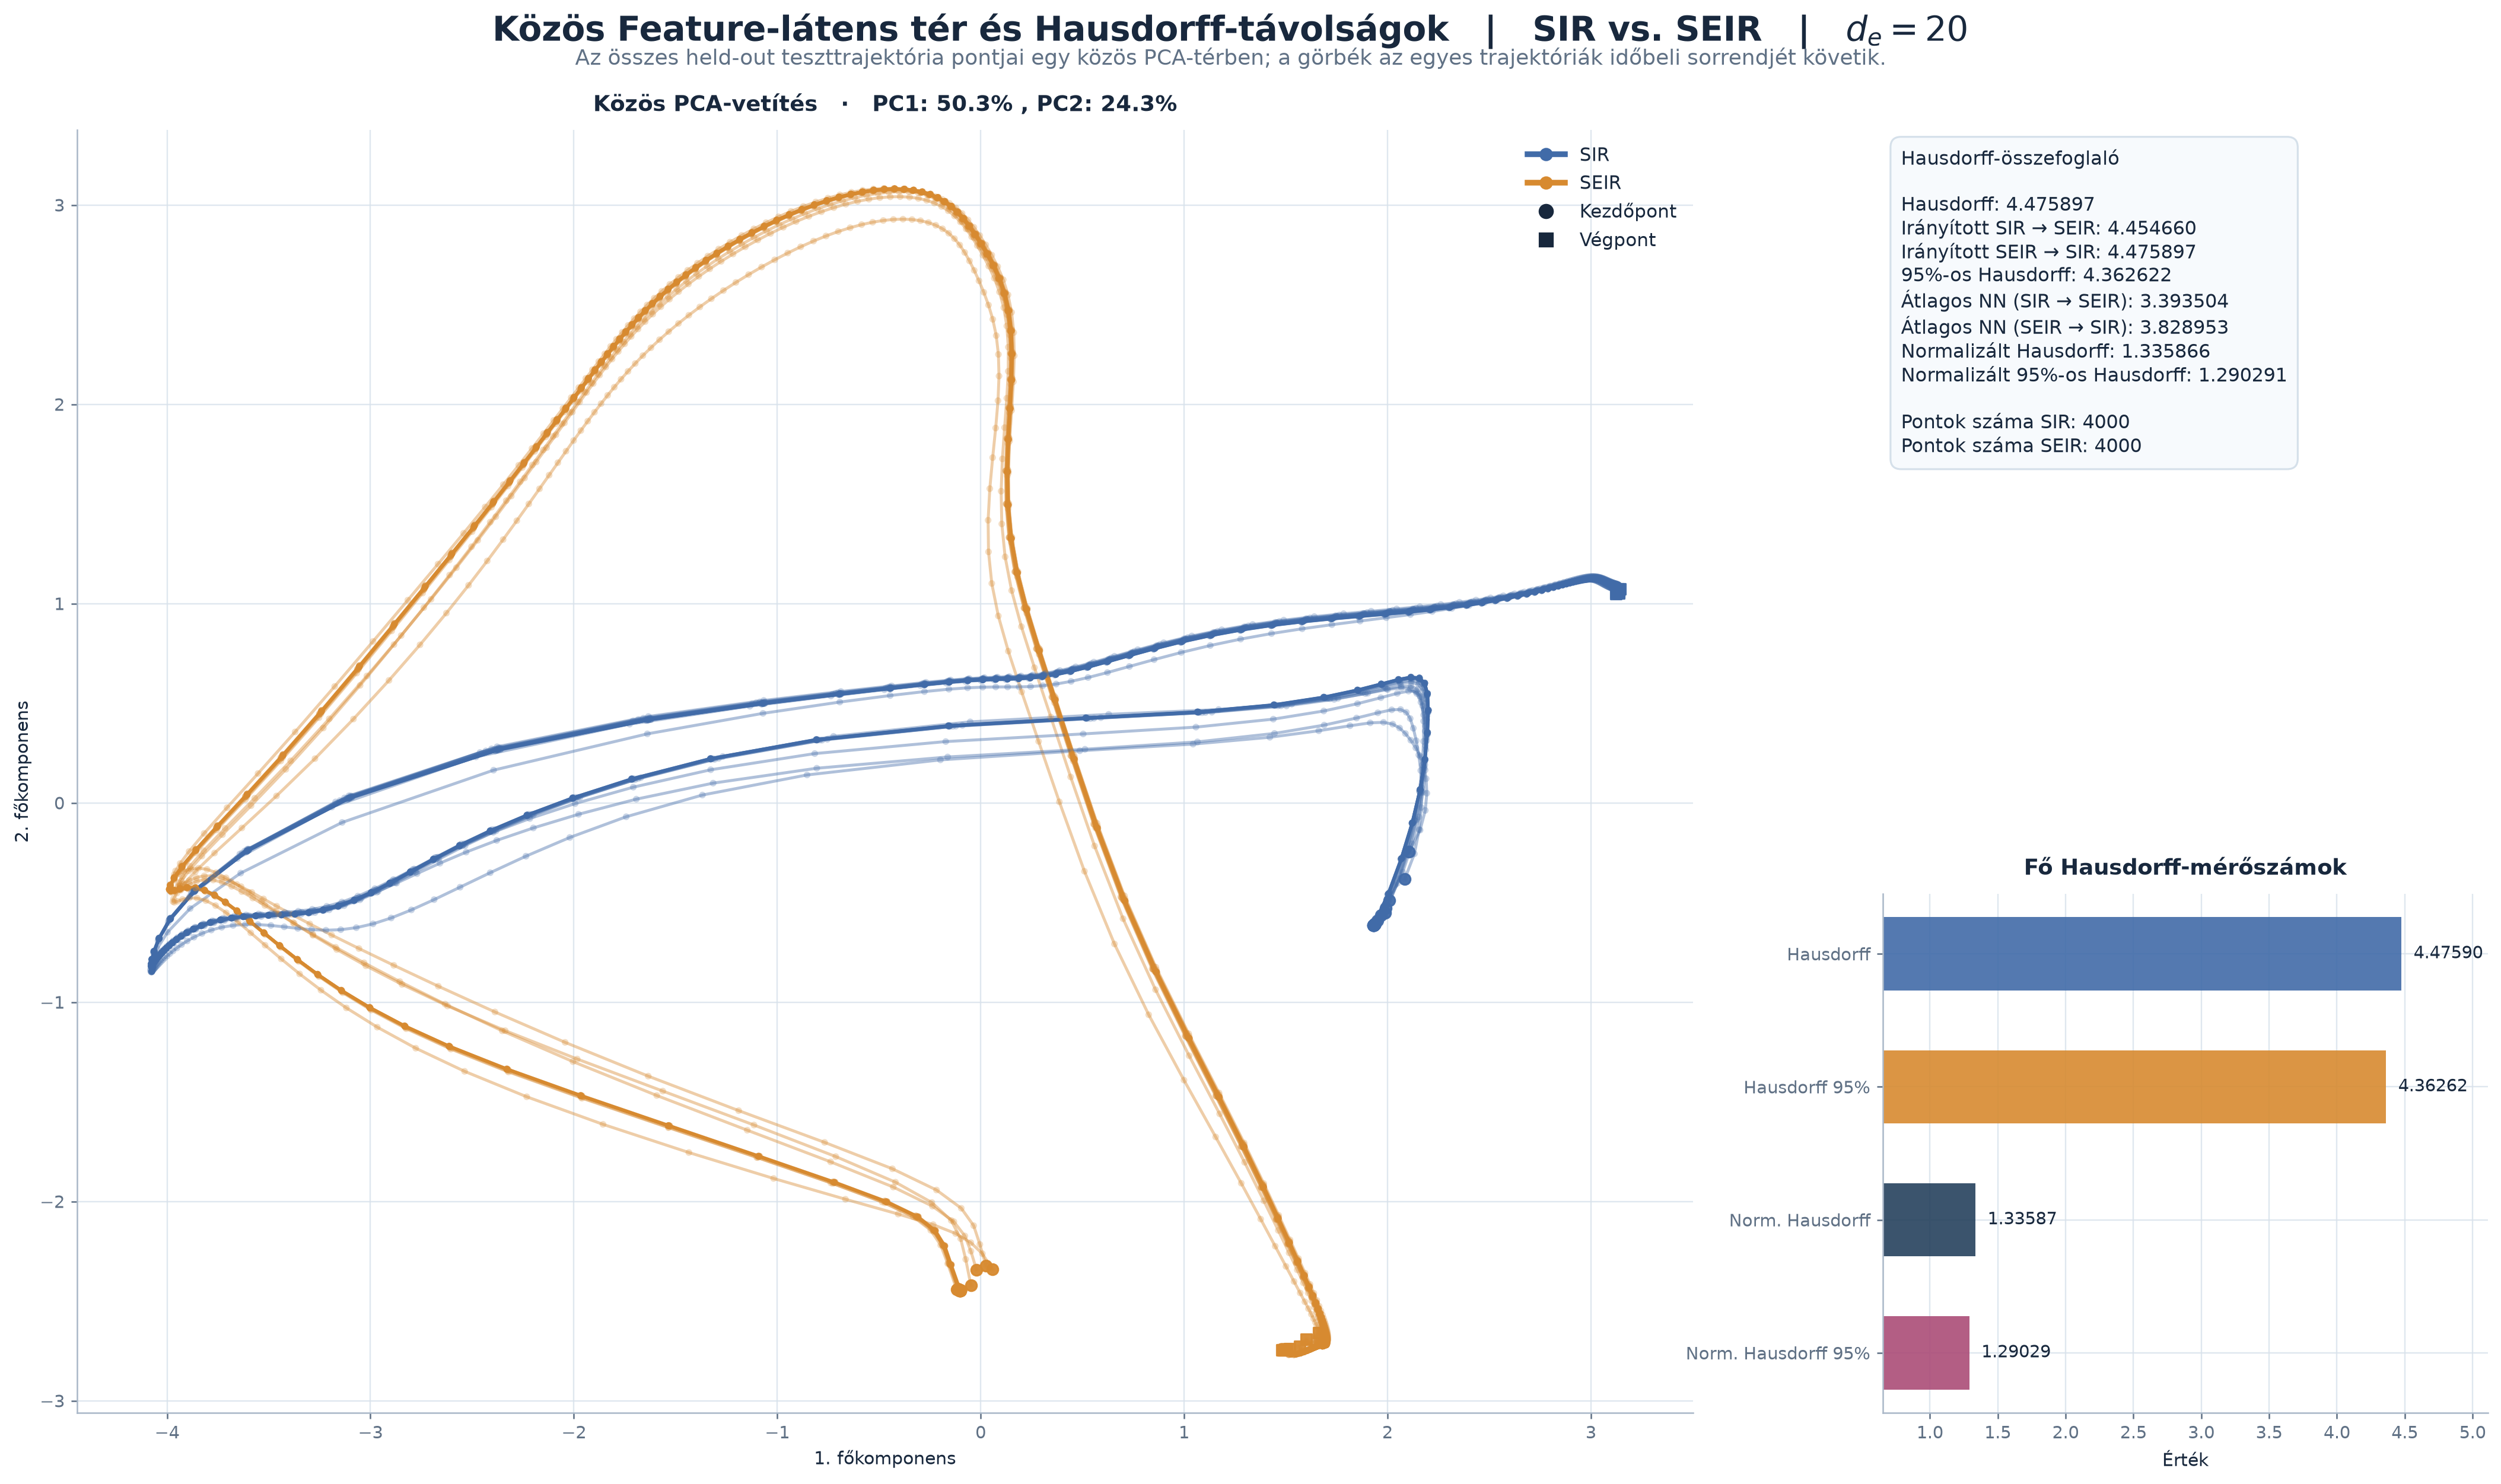 Közös Feature-látens tér és Hausdorff-távolságok | SIR vs. SEIR | dₑ = 20
Az összes held-out teszttrajektória pontjai egy közös PCA-térben; a görbék az egyes trajektóriák időbeli sorrendjét követik.
Közös PCA-vetítés · PC1: 50.3% , PC2: 24.3%
SIR
SEIR
Kezdőpont
Végpont
3
2
1
0
−1
−2
−3
2. főkomponens
−4 −3 −2 −1 0 1 2 3
1. főkomponens
Hausdorff-összefoglaló
Hausdorff: 4.475897
Irányított SIR → SEIR: 4.454660
Irányított SEIR → SIR: 4.475897
95%-os Hausdorff: 4.362622
Átlagos NN (SIR → SEIR): 3.393504
Átlagos NN (SEIR → SIR): 3.828953
Normalizált Hausdorff: 1.335866
Normalizált 95%-os Hausdorff: 1.290291
Pontok száma SIR: 4000
Pontok száma SEIR: 4000
Fő Hausdorff-mérőszámok
Hausdorff 4.47590
Hausdorff 95% 4.36262
Norm. Hausdorff 1.33587
Norm. Hausdorff 95% 1.29029
1.0 1.5 2.0 2.5 3.0 3.5 4.0 4.5 5.0
Érték